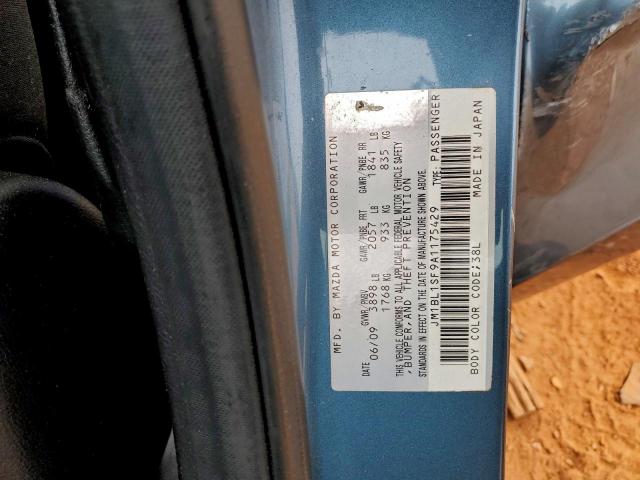 MFD. BY MAZDA MOTOR CORPORATION
DATE GVWR/PNBV GAWR/PNBE FRT GAWR/PNBE RR
06/09 3898 LB 2057 LB 1841 LB
1768 KG 933 KG 835 KG
THIS VEHICLE CONFORMS TO ALL APPLICABLE FEDERAL MOTOR VEHICLE SAFETY
, BUMPER, AND THEFT PREVENTION
STANDARDS IN EFFECT ON THE DATE OF MANUFACTURE SHOWN ABOVE.
JM1BL1SF9A1175429 TYPE: PASSENGER
BODY COLOR CODE;38L MADE IN JAPAN